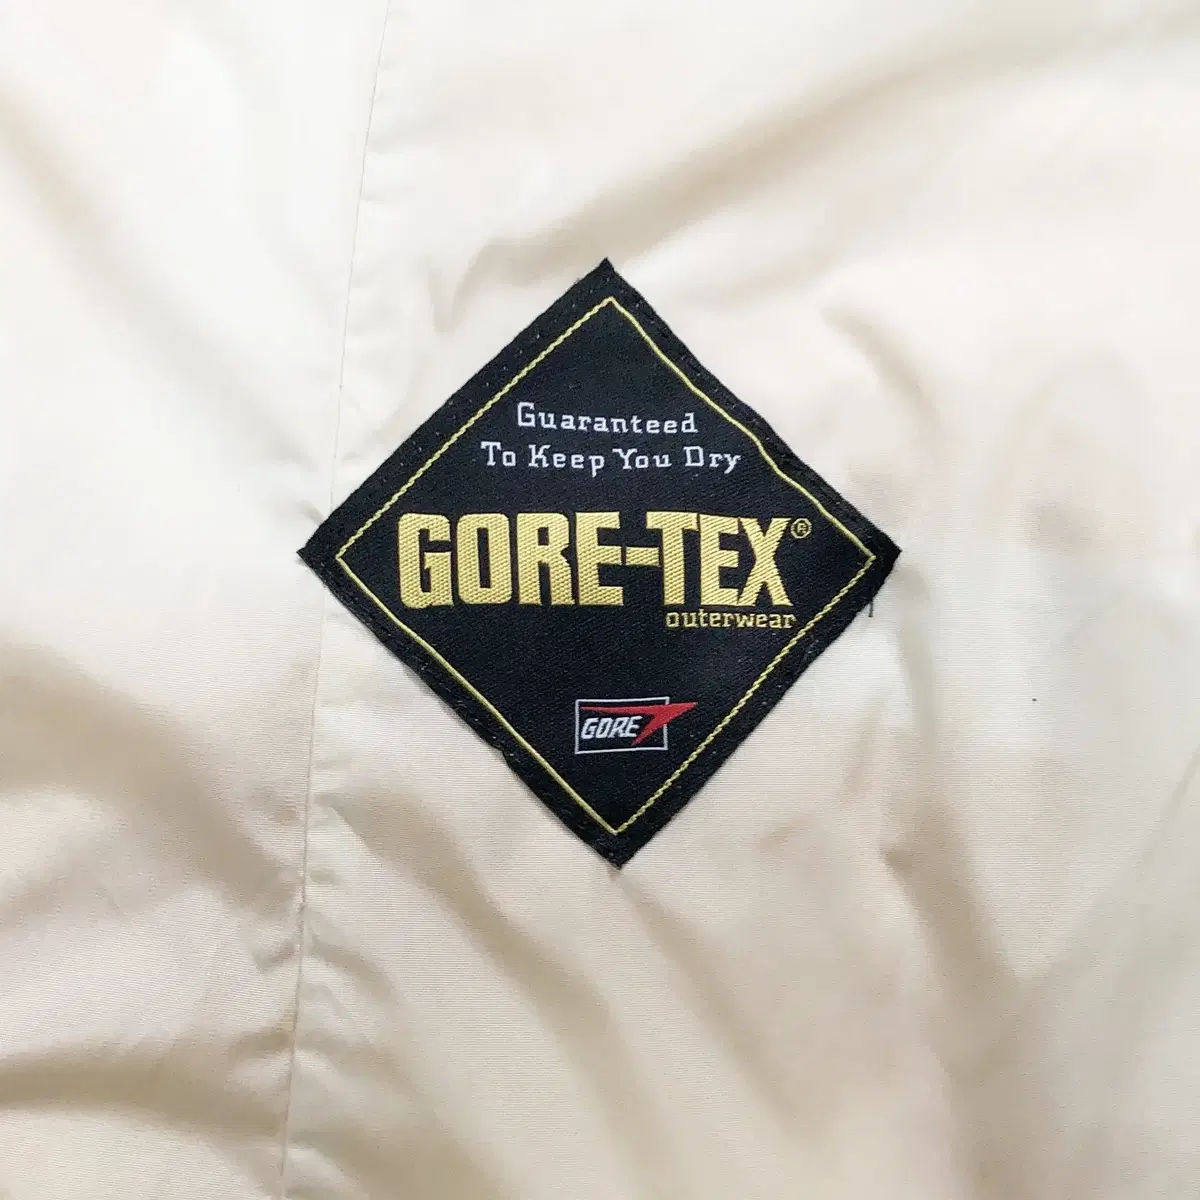 Guaranteed
To Keep You Dry
GORE-TEX®
outerwear
GORE